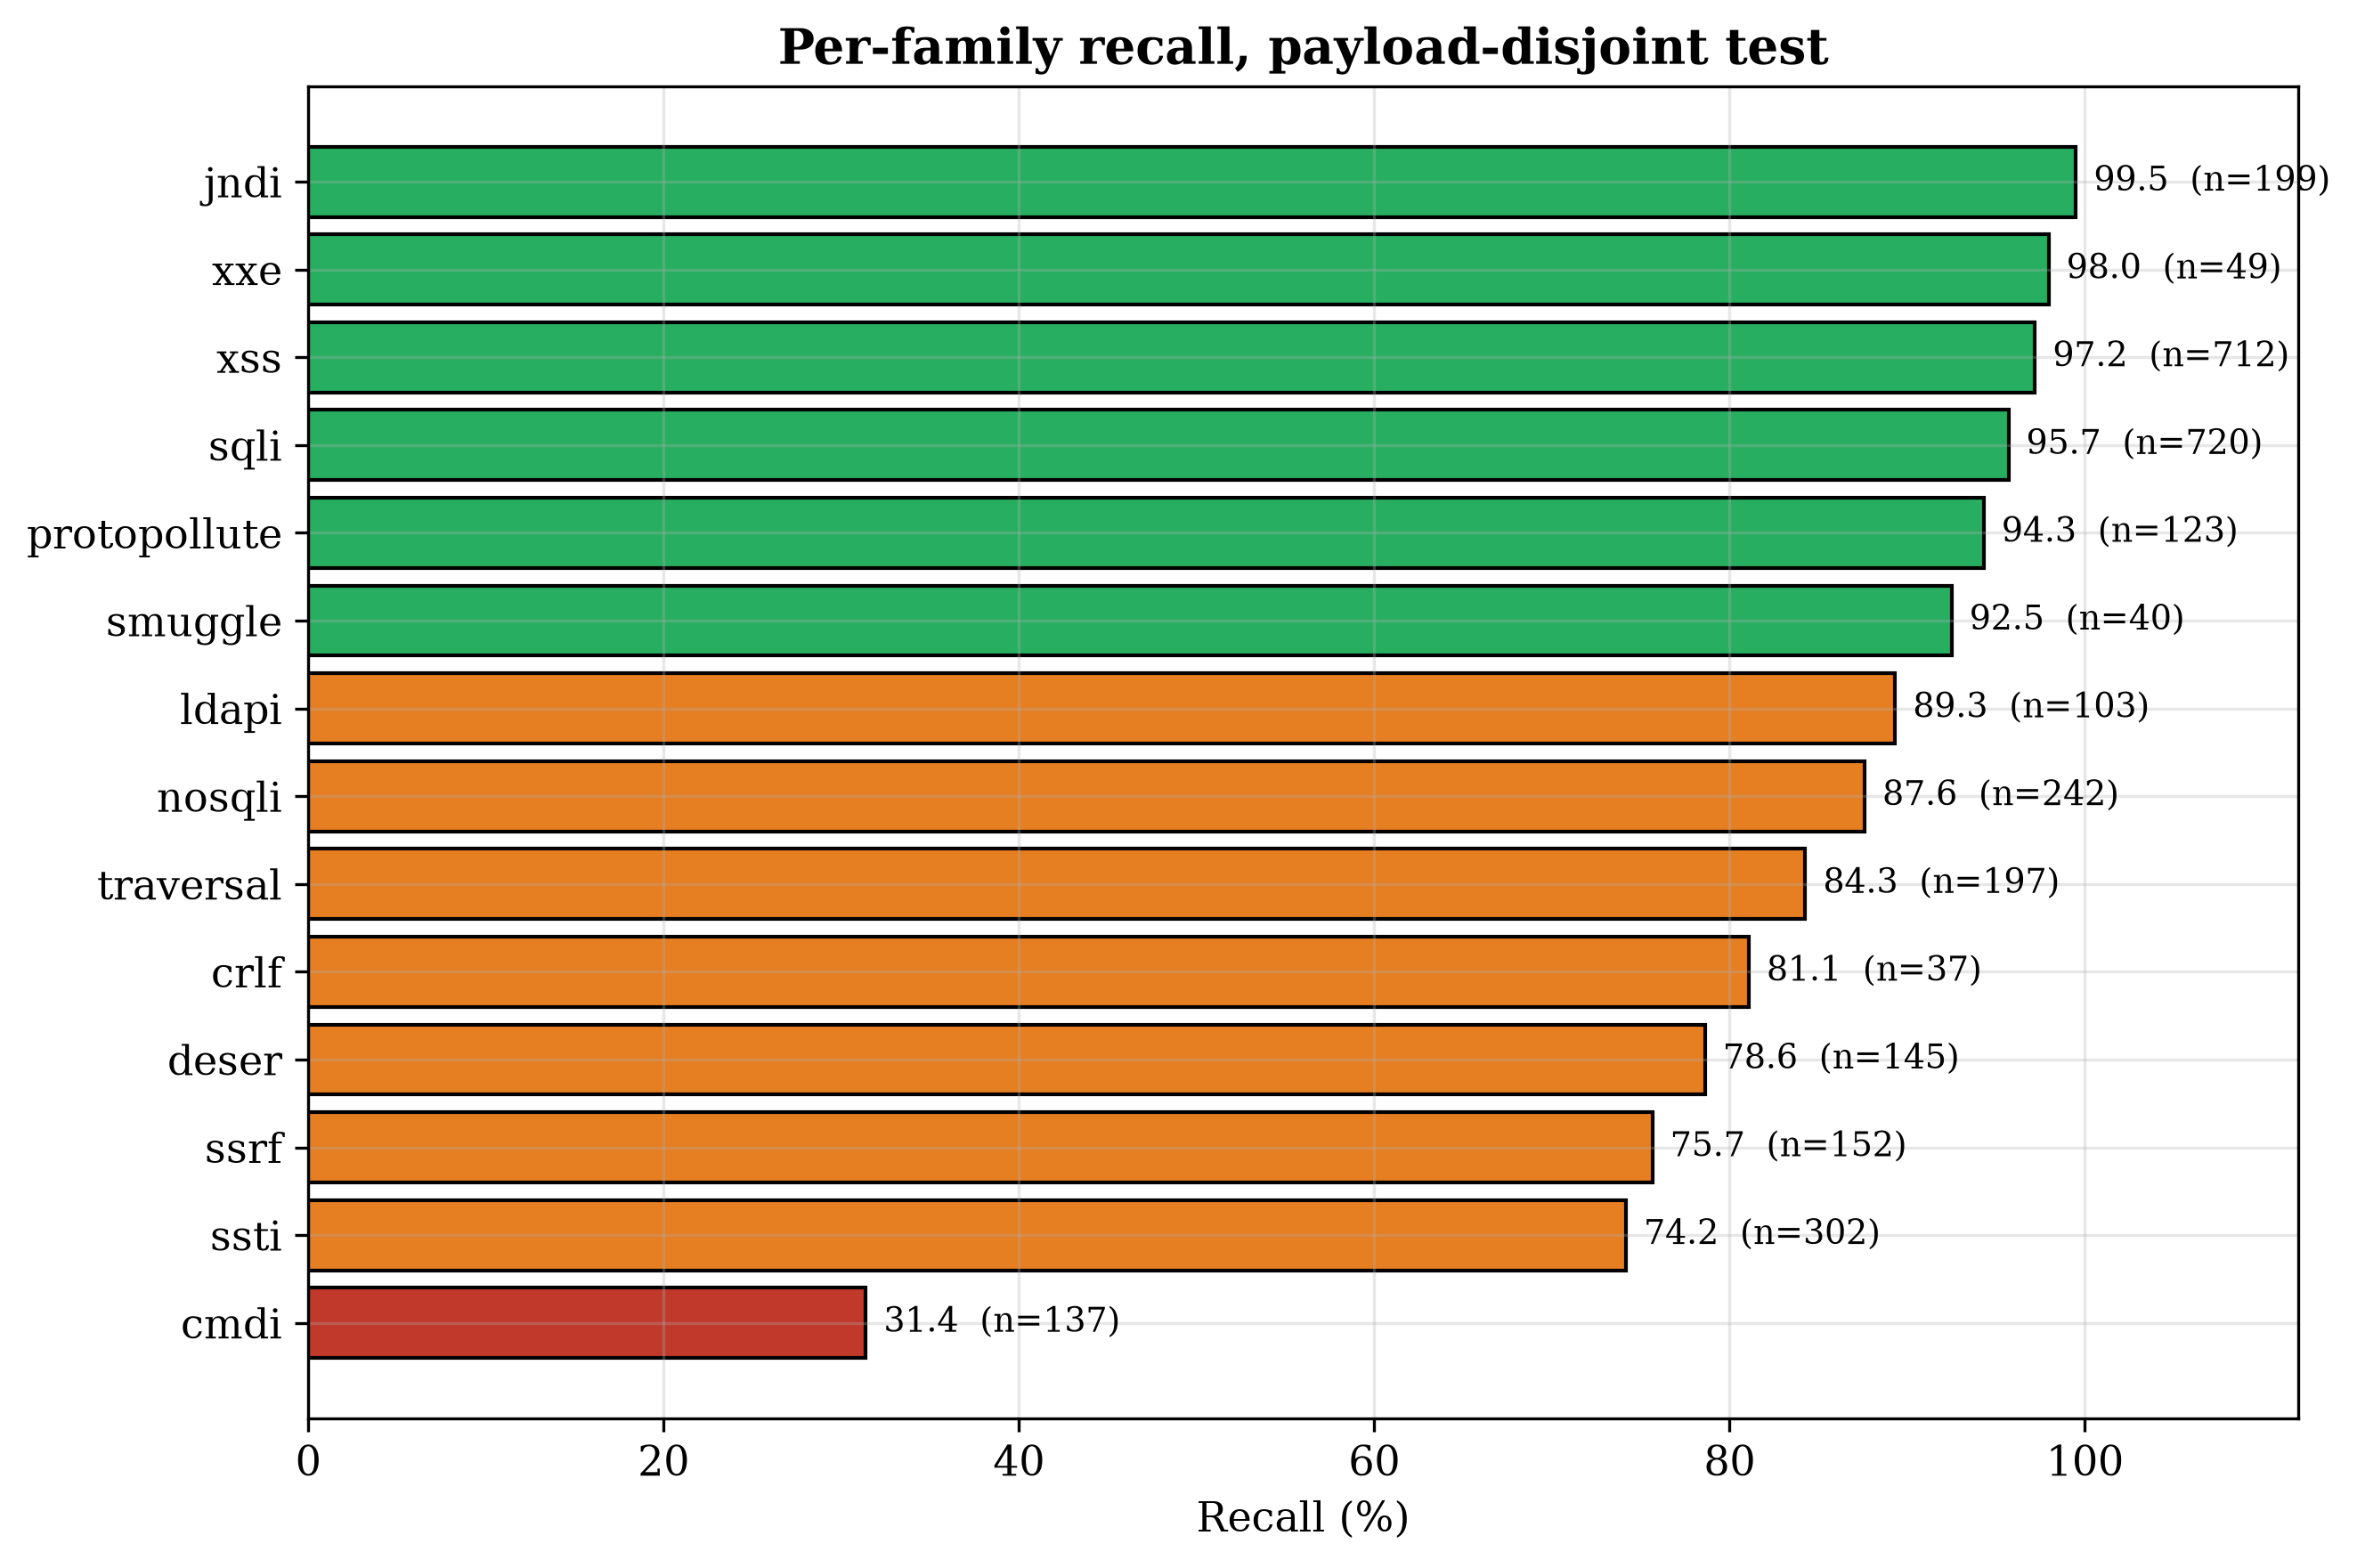 Per-family recall, payload-disjoint test
jndi 99.5 (n=199)
xxe 98.0 (n=49)
xss 97.2 (n=712)
sqli 95.7 (n=720)
protopollute 94.3 (n=123)
smuggle 92.5 (n=40)
ldapi 89.3 (n=103)
nosqli 87.6 (n=242)
traversal 84.3 (n=197)
crlf 81.1 (n=37)
deser 78.6 (n=145)
ssrf 75.7 (n=152)
ssti 74.2 (n=302)
cmdi 31.4 (n=137)
0 20 40 60 80 100
Recall (%)